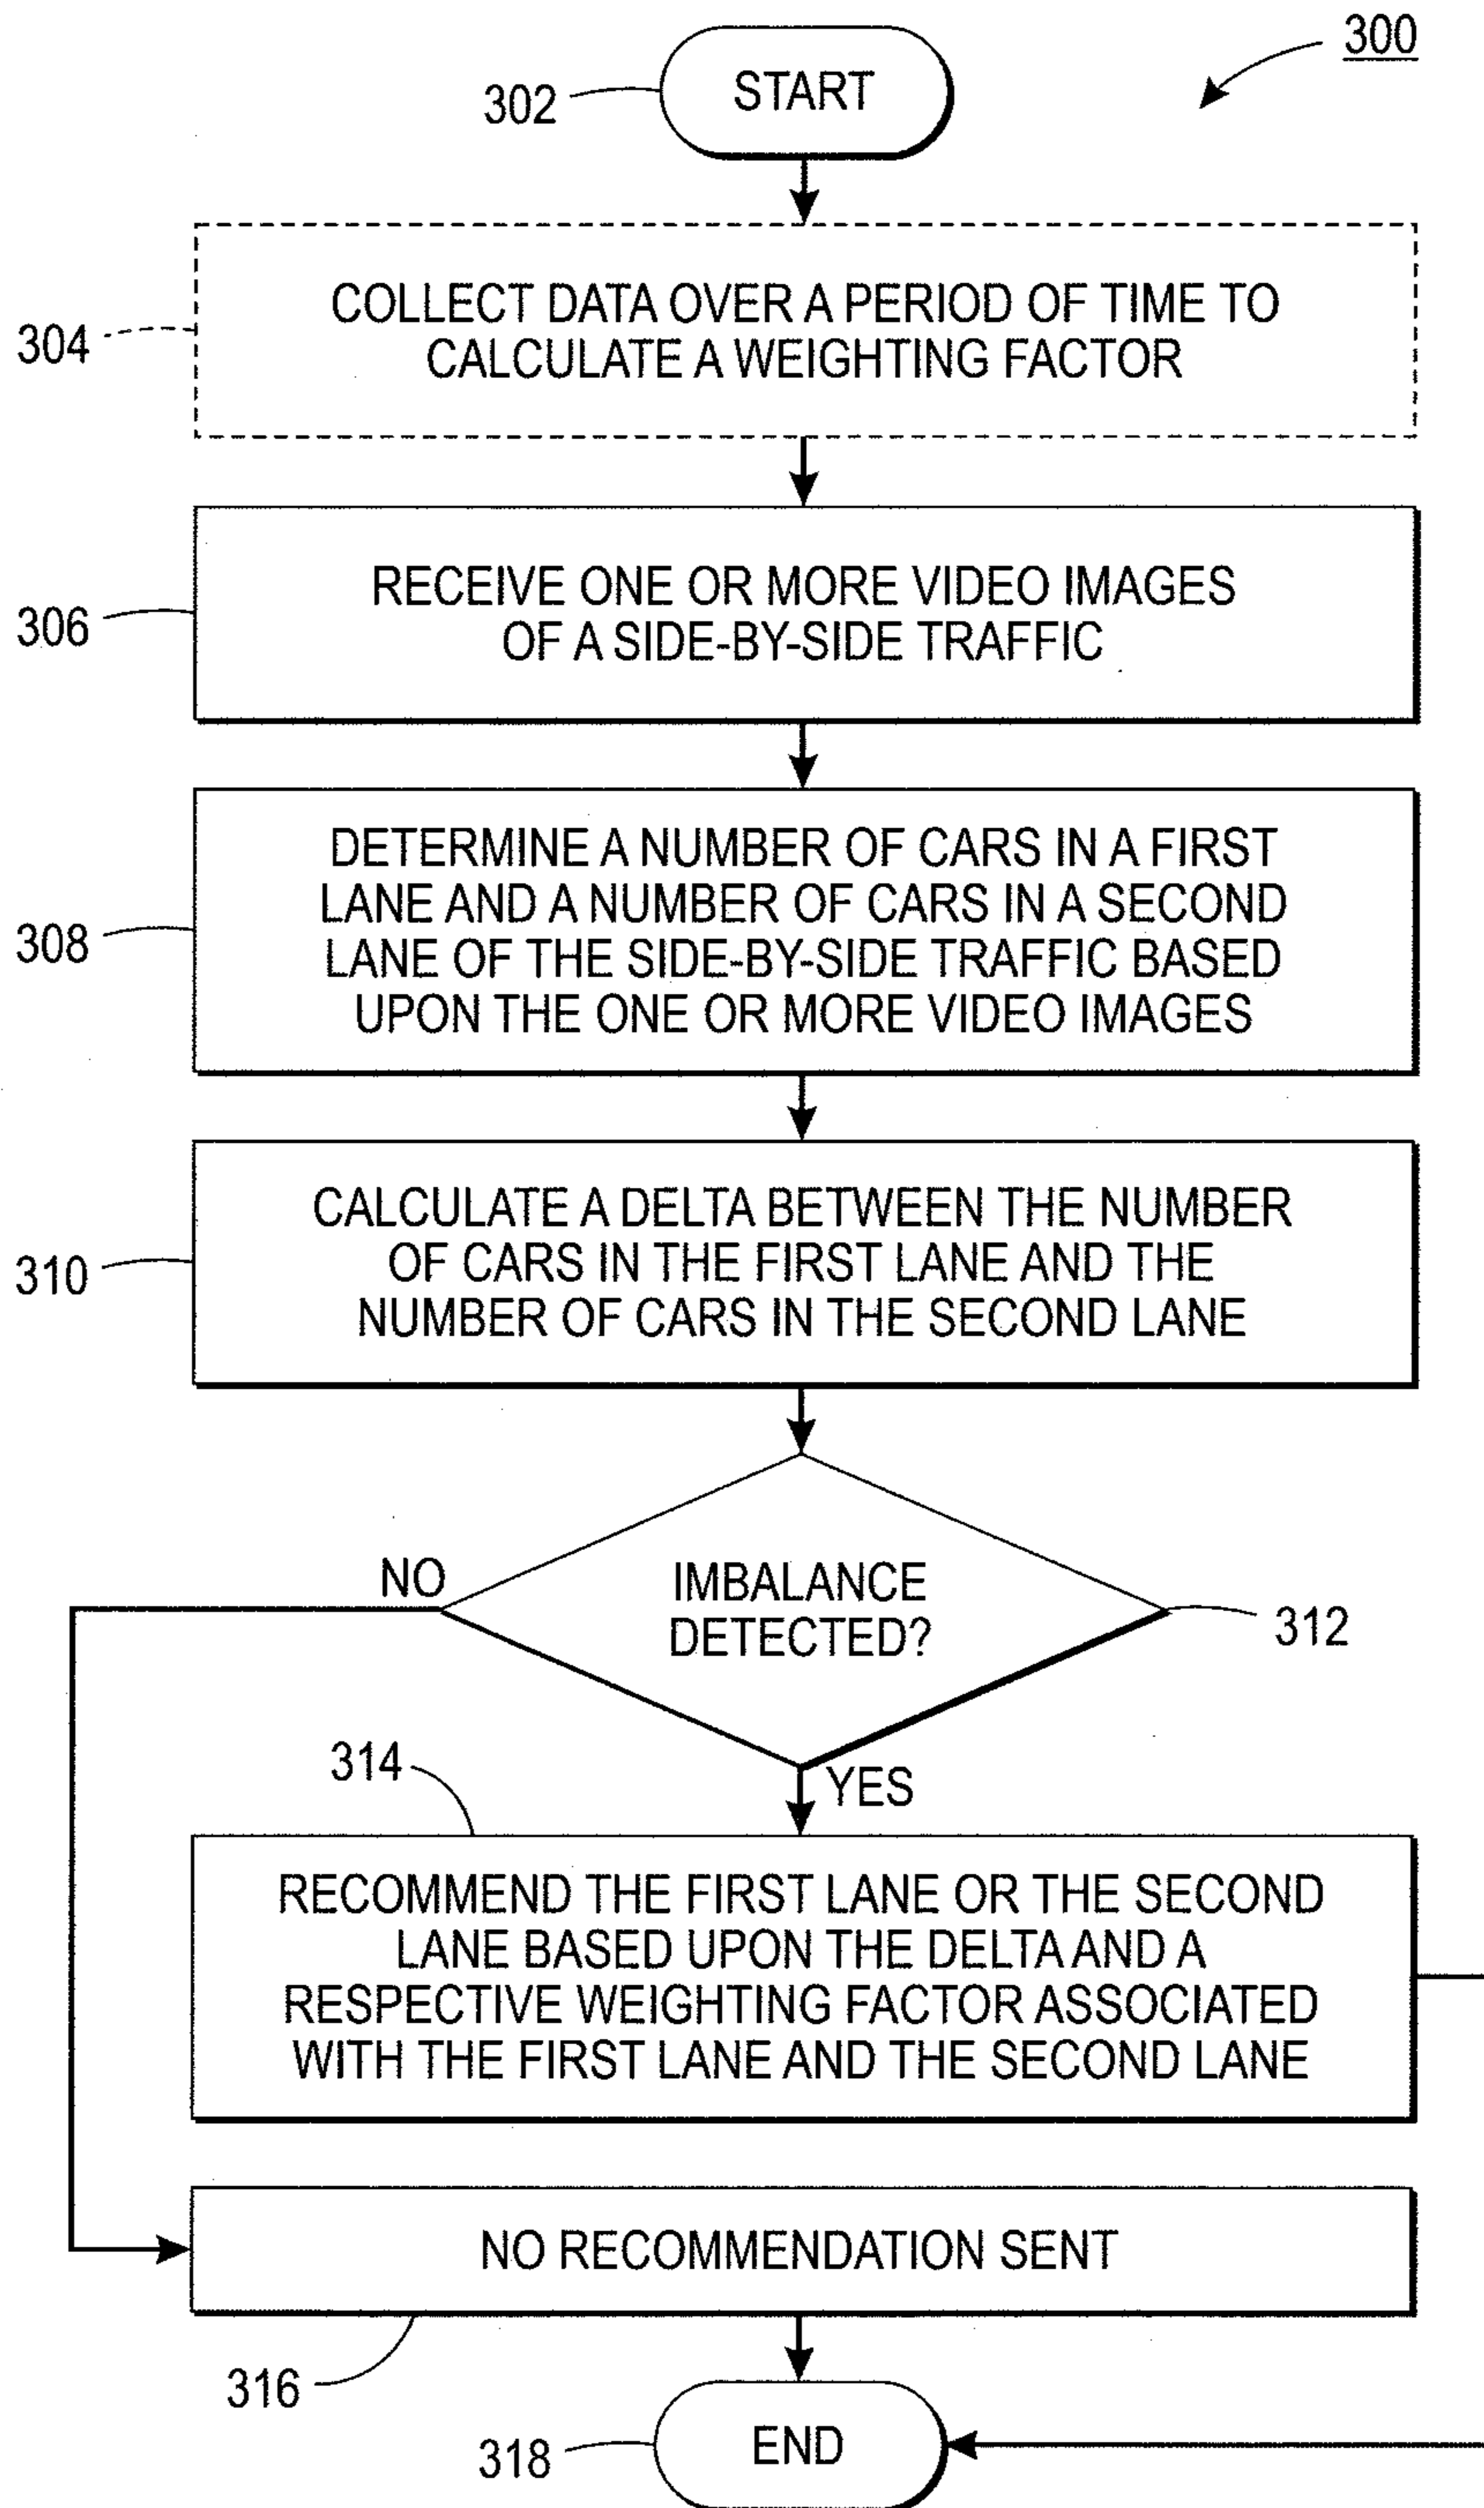 300
302
START
304
COLLECT DATA OVER A PERIOD OF TIME TO
CALCULATE A WEIGHTING FACTOR
306
RECEIVE ONE OR MORE VIDEO IMAGES
OF A SIDE-BY-SIDE TRAFFIC
308
DETERMINE A NUMBER OF CARS IN A FIRST
LANE AND A NUMBER OF CARS IN A SECOND
LANE OF THE SIDE-BY-SIDE TRAFFIC BASED
UPON THE ONE OR MORE VIDEO IMAGES
310
CALCULATE A DELTA BETWEEN THE NUMBER
OF CARS IN THE FIRST LANE AND THE
NUMBER OF CARS IN THE SECOND LANE
NO
IMBALANCE
DETECTED?
312
314
YES
RECOMMEND THE FIRST LANE OR THE SECOND
LANE BASED UPON THE DELTA AND A
RESPECTIVE WEIGHTING FACTOR ASSOCIATED
WITH THE FIRST LANE AND THE SECOND LANE
NO RECOMMENDATION SENT
316
318
END